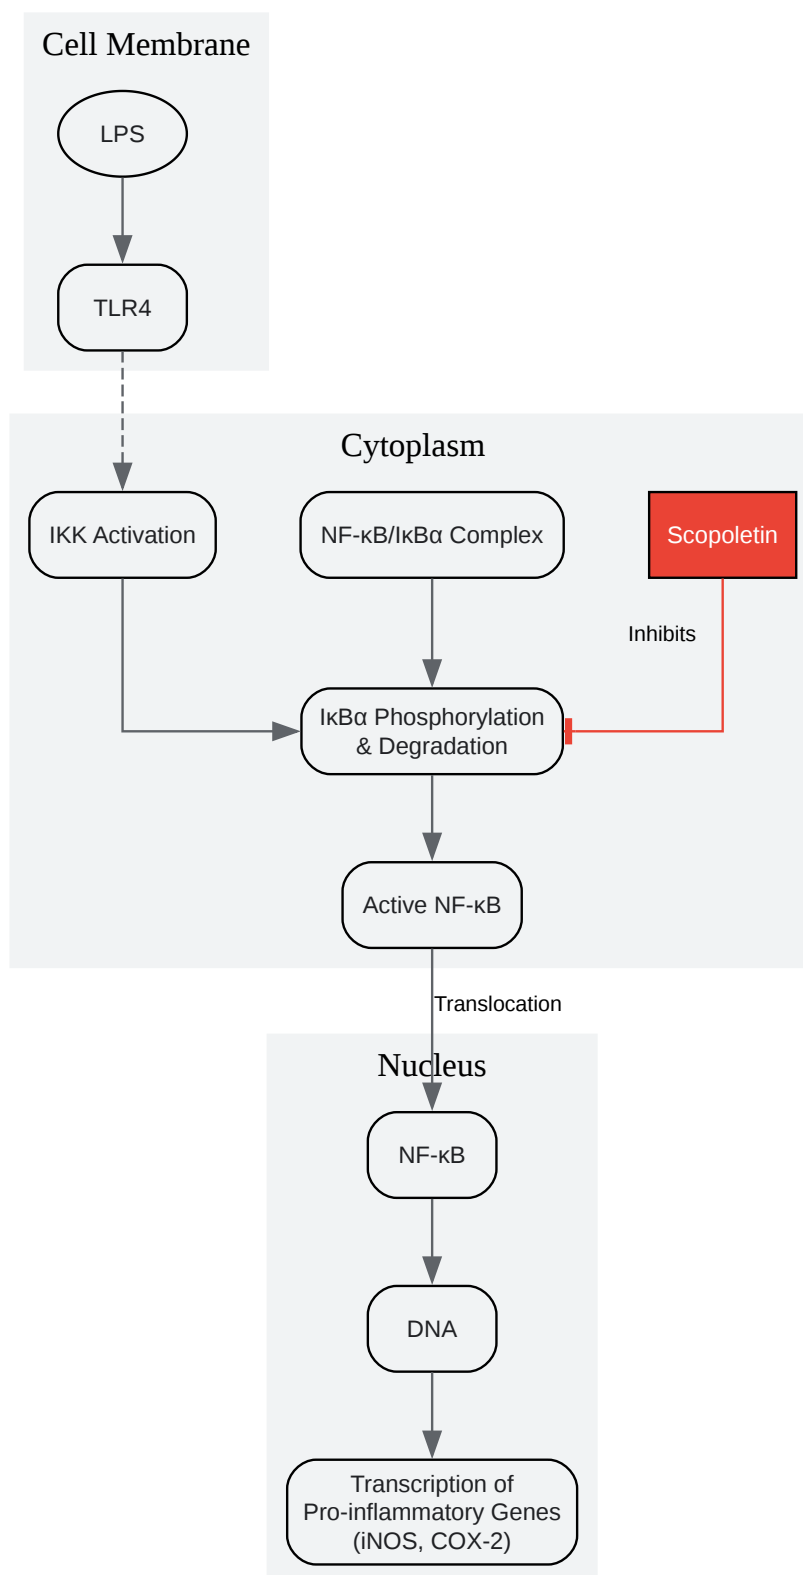 Cell Membrane
LPS
TLR4
Cytoplasm
IKK Activation
NF-κB/IκBα Complex
Scopoletin
Inhibits
IκBα Phosphorylation
& Degradation
Active NF-κB
Translocation
Nucleus
NF-κB
DNA
Transcription of
Pro-inflammatory Genes
(iNOS, COX-2)